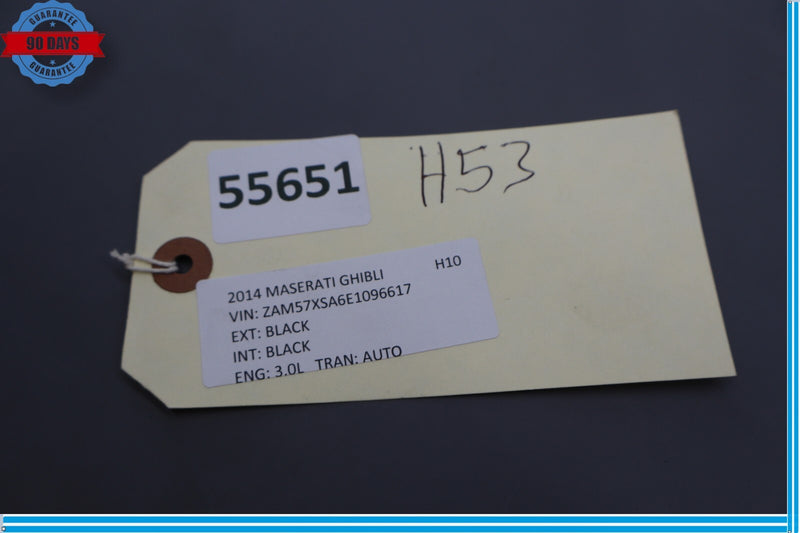 GUARANTEE
90 DAYS
GUARANTEE
55651
H53
2014 MASERATI GHIBLI H10
VIN: ZAM57XSA6E1096617
EXT: BLACK
INT: BLACK
ENG: 3.0L TRAN: AUTO